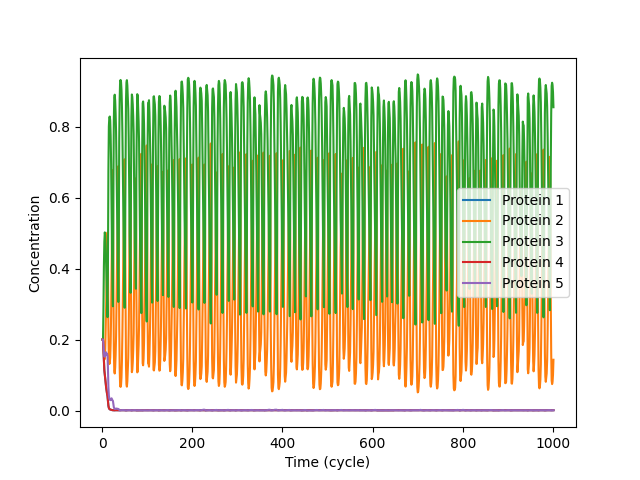 0.8
0.6
0.4
0.2
0.0
Concentration
Protein 1
Protein 2
Protein 3
Protein 4
Protein 5
0 200 400 600 800 1000
Time (cycle)